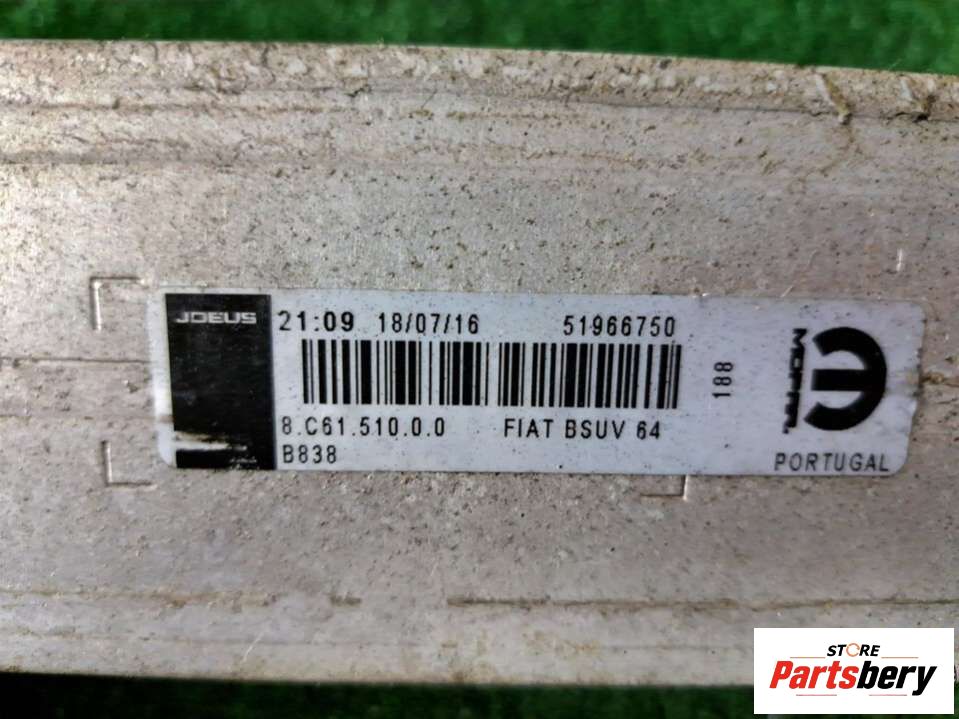 JDEUS
21:09 18/07/16 51966750
188
8.C61.510.0.0 FIAT BSUV 64
B838
MOPAR
PORTUGAL
STORE
Partsbery